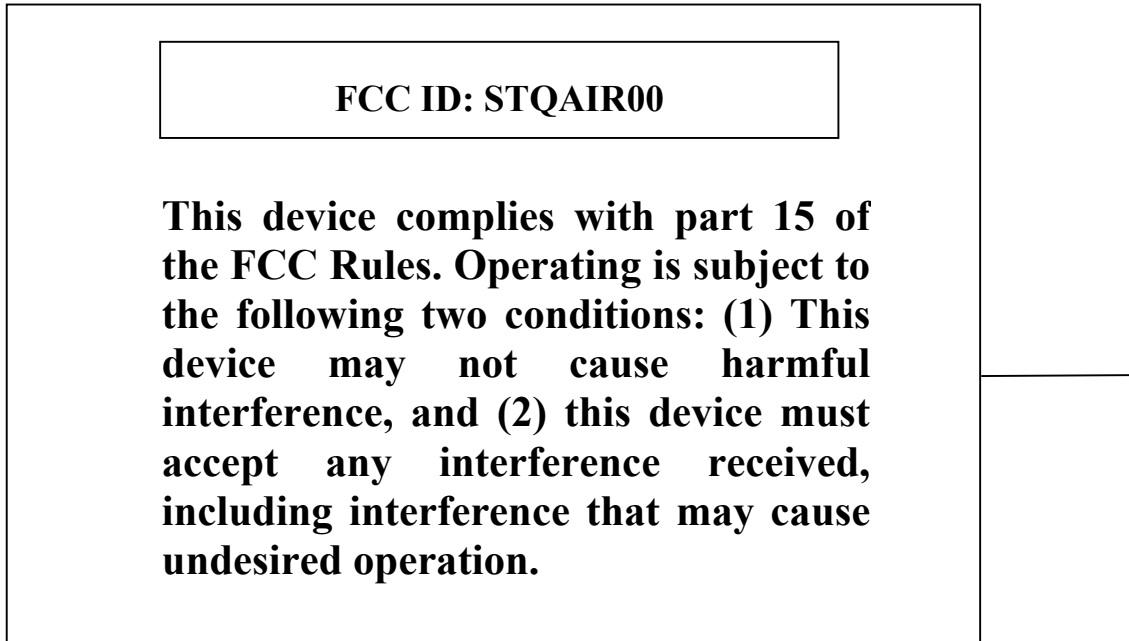 FCC ID: STQAIR00
This device complies with part 15 of
the FCC Rules. Operating is subject to
the following two conditions: (1) This
device may not cause harmful
interference, and (2) this device must
accept any interference received,
including interference that may cause
undesired operation.